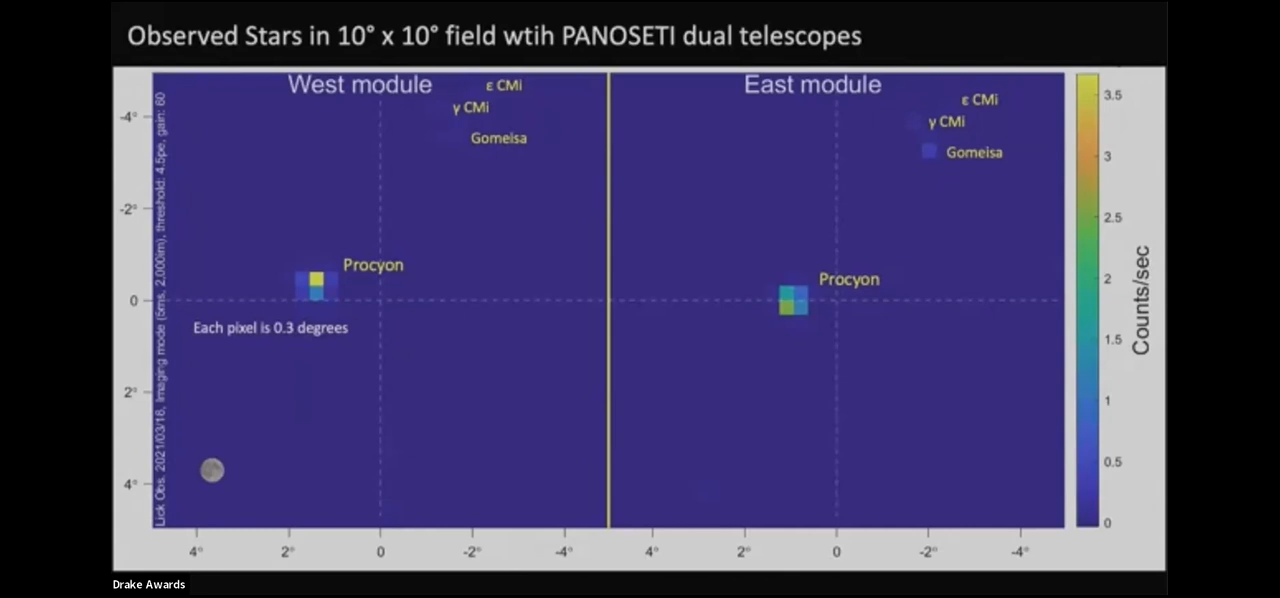 Observed Stars in 10° x 10° field wtih PANOSETI dual telescopes
West module
East module
ε CMi
γ CMi
Gomeisa
Procyon
Each pixel is 0.3 degrees
ε CMi
γ CMi
Gomeisa
Procyon
Lick Obs. 2021/03/16, Imaging mode (5ms, 2,000im), threshold: 4.5pe, gain: 60
-4°
-2°
0
2°
4°
4°
2°
0
-2°
-4°
4°
2°
0
-2°
-4°
3.5
3
2.5
2
1.5
1
0.5
0
Counts/sec
Drake Awards